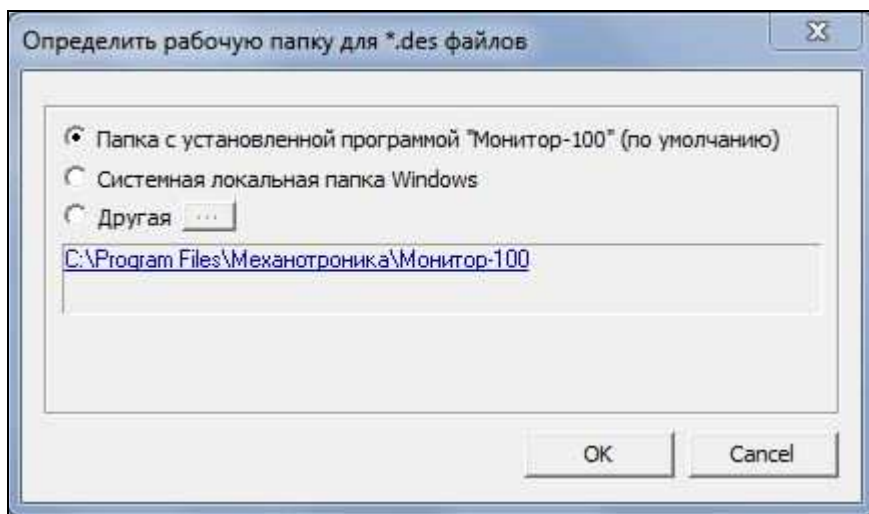 Определить рабочую папку для *.des файлов
Папка с установленной программой "Монитор-100" (по умолчанию)
Системная локальная папка Windows
Другая ...
C:\Program Files\Механотроника\Монитор-100
OK Cancel